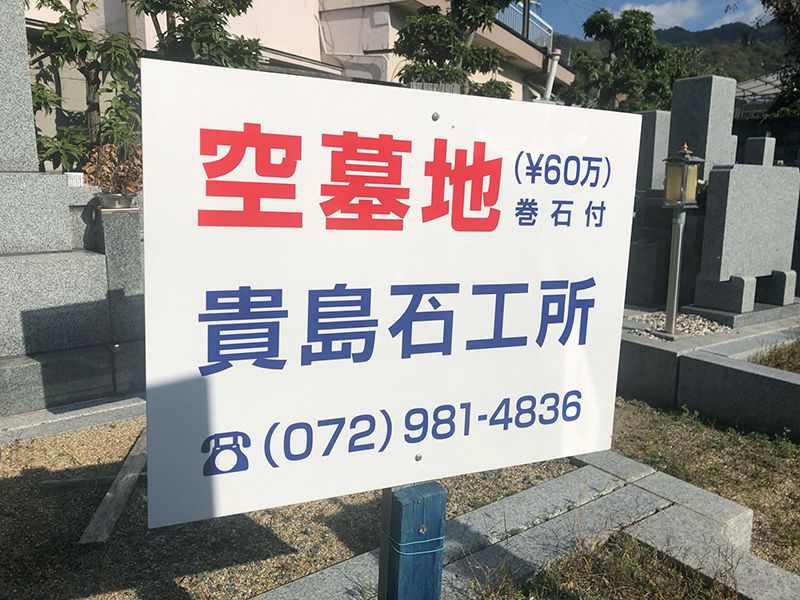 空墓地 (¥60万)
巻石付
貴島石工所
☎(072)981-4836